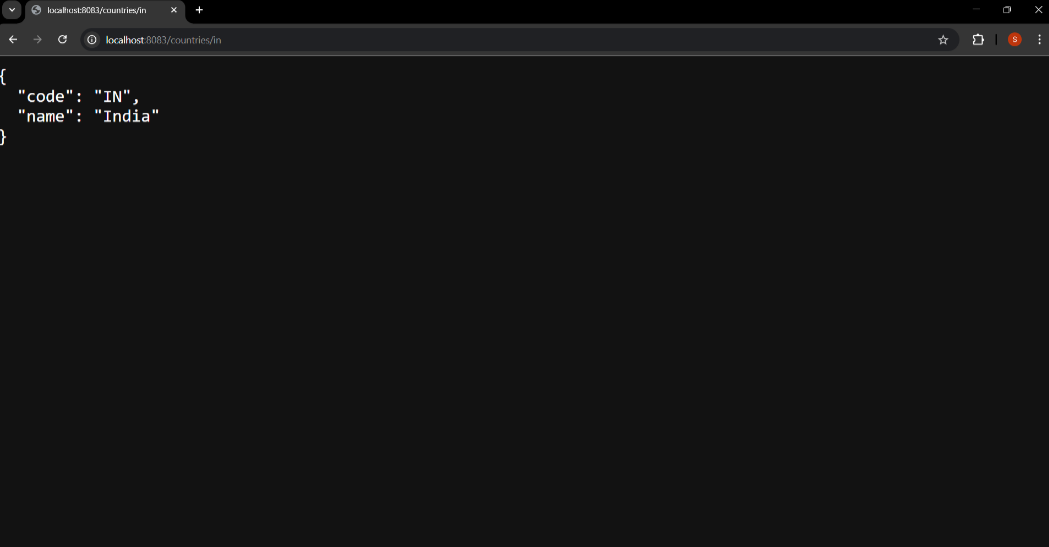 localhost:8083/countries/in
localhost:8083/countries/in
S
{
  "code": "IN",
  "name": "India"
}